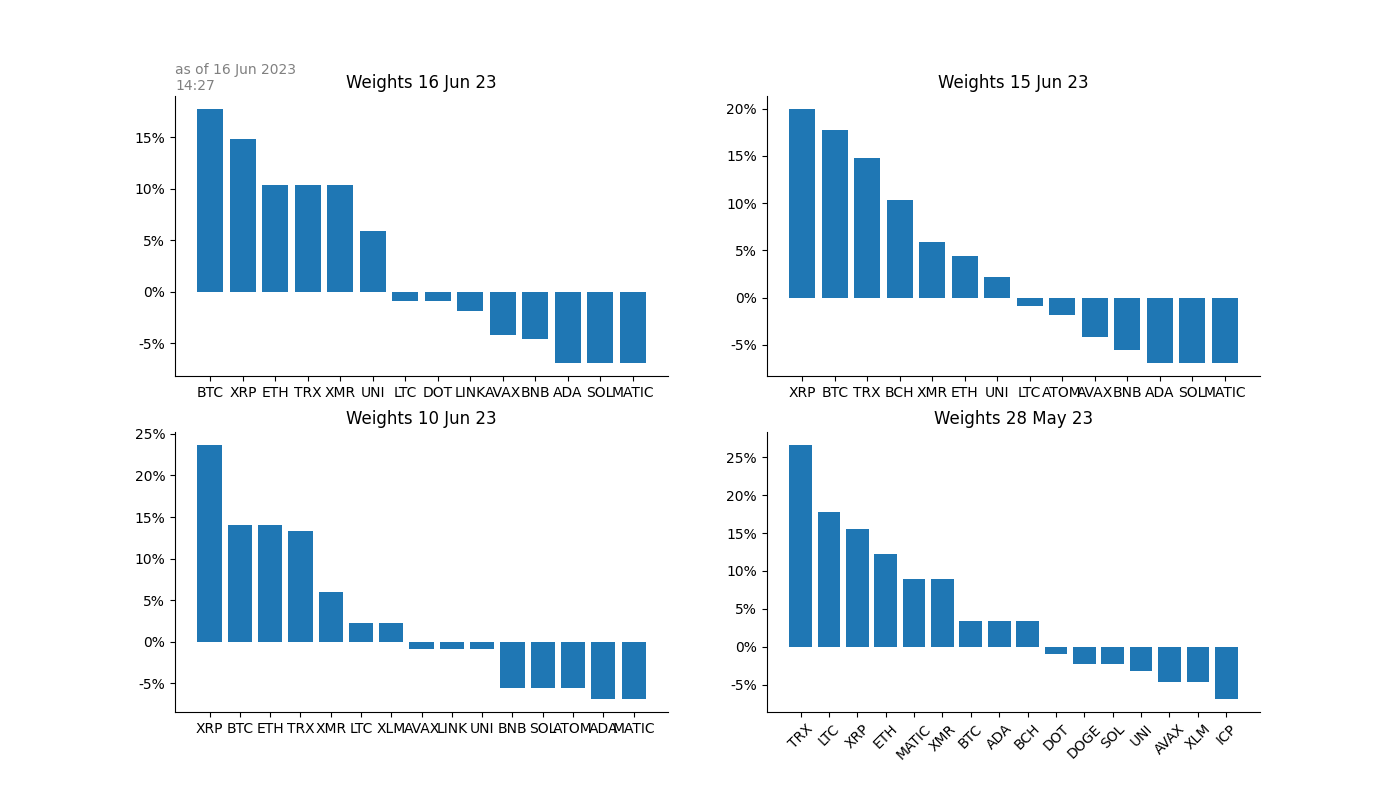 as of 16 Jun 2023
14:27
Weights 16 Jun 23
15%
10%
5%
0%
-5%
BTC XRP ETH TRX XMR UNI LTC DOT LINK AVAX BNB ADA SOL MATIC
Weights 15 Jun 23
20%
15%
10%
5%
0%
-5%
XRP BTC TRX BCH XMR ETH UNI LTC ATOM AVAX BNB ADA SOL MATIC
Weights 10 Jun 23
25%
20%
15%
10%
5%
0%
-5%
XRP BTC ETH TRX XMR LTC XLM AVAX LINK UNI BNB SOL ATOM ADA MATIC
Weights 28 May 23
25%
20%
15%
10%
5%
0%
-5%
TRX LTC XRP ETH MATIC XMR BTC ADA BCH DOT DOGE SOL UNI AVAX XLM ICP